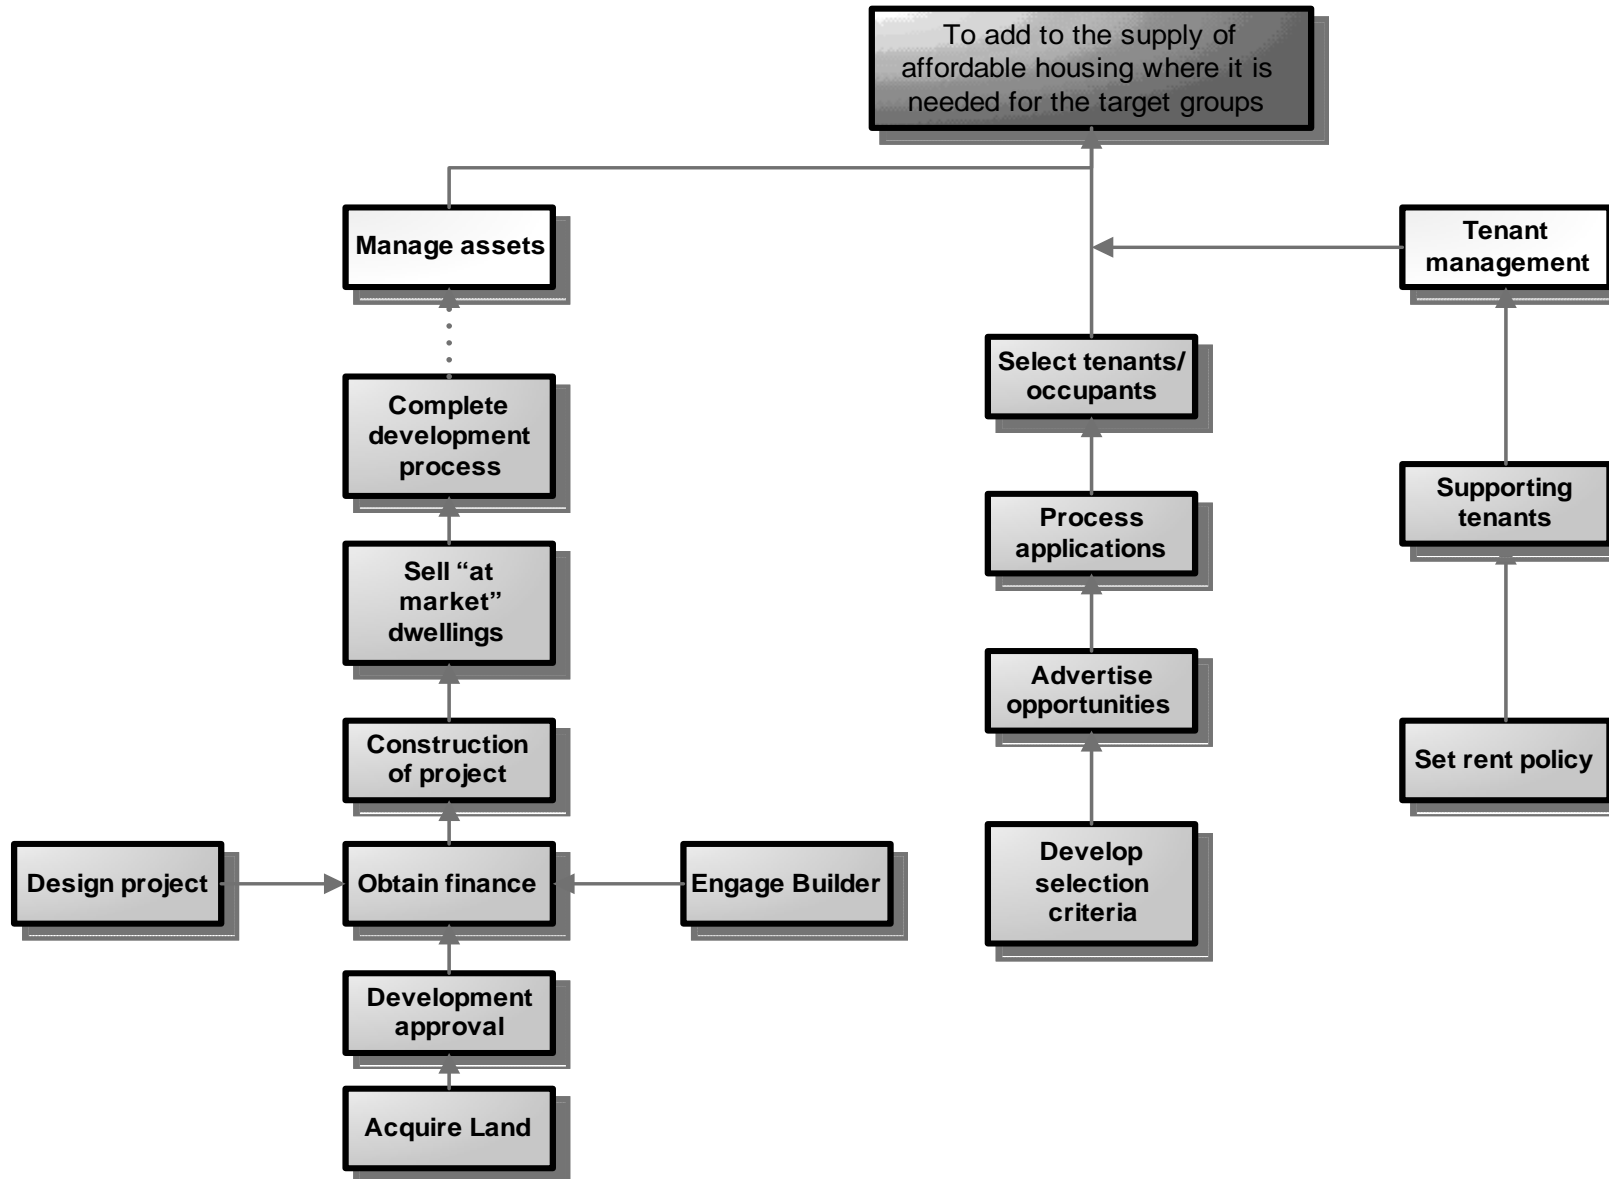 To add to the supply of
affordable housing where it is
needed for the target groups
Manage assets
Tenant
management
Select tenants/
occupants
Complete
development
process
Supporting
tenants
Process
applications
Sell “at
market”
dwellings
Advertise
opportunities
Construction
of project
Set rent policy
Design project
Obtain finance
Engage Builder
Develop
selection
criteria
Development
approval
Acquire Land